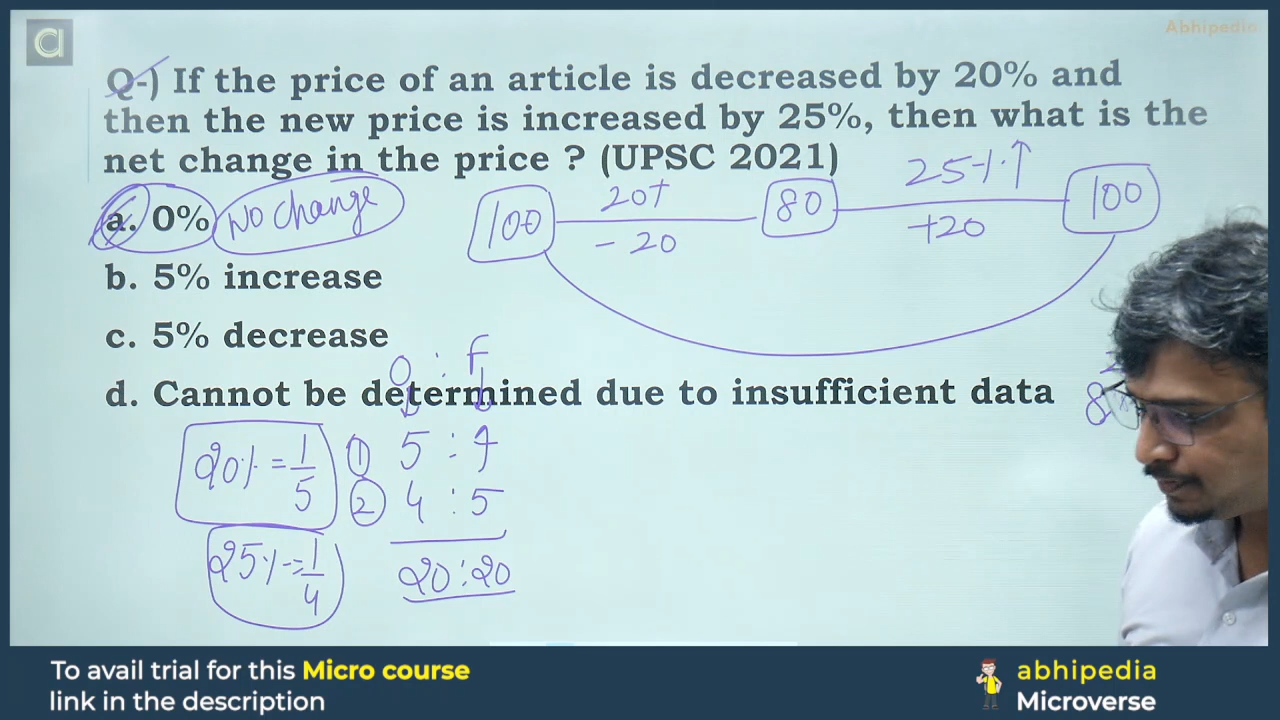 Abhipedia
Q-) If the price of an article is decreased by 20% and
then the new price is increased by 25%, then what is the
net change in the price ? (UPSC 2021)
a. 0% No change
b. 5% increase
c. 5% decrease
d. Cannot be determined due to insufficient data
100 20% - 20 80 25% ↑ +20 100
O : F
20% = 1/5 ① 5 : 4
② 4 : 5
25% = 1/4 20 : 20
8
To avail trial for this Micro course
link in the description
abhipedia
Microverse